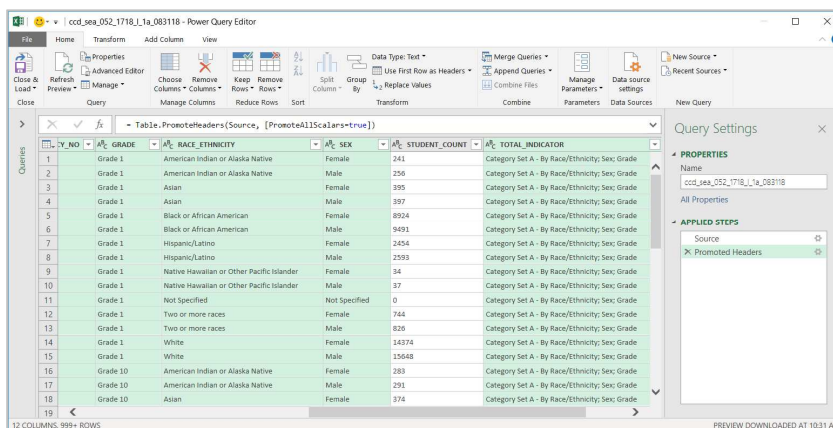 ccd_sea_052_1718_l_1a_083118 - Power Query Editor
File Home Transform Add Column View
Close & Load
Refresh Preview
Properties
Advanced Editor
Manage
Choose Columns
Remove Columns
Keep Rows
Remove Rows
Split Column
Group By
Data Type: Text
Use First Row as Headers
Replace Values
Merge Queries
Append Queries
Combine Files
Manage Parameters
Data source settings
New Source
Recent Sources
Close Query Manage Columns Reduce Rows Sort Transform Combine Parameters Data Sources New Query
= Table.PromoteHeaders(Source, [PromoteAllScalars=true])
Queries
CY_NO GRADE RACE_ETHNICITY SEX STUDENT_COUNT TOTAL_INDICATOR
1 Grade 1 American Indian or Alaska Native Female 241 Category Set A - By Race/Ethnicity; Sex; Grade
2 Grade 1 American Indian or Alaska Native Male 256 Category Set A - By Race/Ethnicity; Sex; Grade
3 Grade 1 Asian Female 395 Category Set A - By Race/Ethnicity; Sex; Grade
4 Grade 1 Asian Male 397 Category Set A - By Race/Ethnicity; Sex; Grade
5 Grade 1 Black or African American Female 8924 Category Set A - By Race/Ethnicity; Sex; Grade
6 Grade 1 Black or African American Male 9491 Category Set A - By Race/Ethnicity; Sex; Grade
7 Grade 1 Hispanic/Latino Female 2454 Category Set A - By Race/Ethnicity; Sex; Grade
8 Grade 1 Hispanic/Latino Male 2593 Category Set A - By Race/Ethnicity; Sex; Grade
9 Grade 1 Native Hawaiian or Other Pacific Islander Female 34 Category Set A - By Race/Ethnicity; Sex; Grade
10 Grade 1 Native Hawaiian or Other Pacific Islander Male 37 Category Set A - By Race/Ethnicity; Sex; Grade
11 Grade 1 Not Specified Not Specified 0 Category Set A - By Race/Ethnicity; Sex; Grade
12 Grade 1 Two or more races Female 744 Category Set A - By Race/Ethnicity; Sex; Grade
13 Grade 1 Two or more races Male 826 Category Set A - By Race/Ethnicity; Sex; Grade
14 Grade 1 White Female 14374 Category Set A - By Race/Ethnicity; Sex; Grade
15 Grade 1 White Male 15648 Category Set A - By Race/Ethnicity; Sex; Grade
16 Grade 10 American Indian or Alaska Native Female 283 Category Set A - By Race/Ethnicity; Sex; Grade
17 Grade 10 American Indian or Alaska Native Male 291 Category Set A - By Race/Ethnicity; Sex; Grade
18 Grade 10 Asian Female 374 Category Set A - By Race/Ethnicity; Sex; Grade
19
Query Settings
PROPERTIES
Name
ccd_sea_052_1718_l_1a_083118
All Properties
APPLIED STEPS
Source
Promoted Headers
12 COLUMNS, 999+ ROWS
PREVIEW DOWNLOADED AT 10:31 A